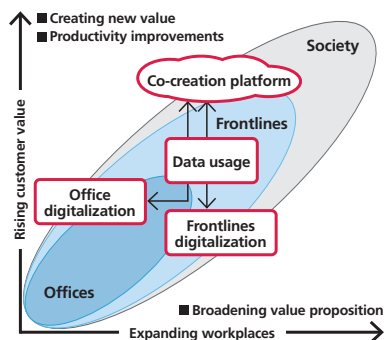 ■ Creating new value
■ Productivity improvements
Society
Co-creation platform
Frontlines
Data usage
Office
digitalization
Frontlines
digitalization
Offices
■ Broadening value proposition
Rising customer value
Expanding workplaces